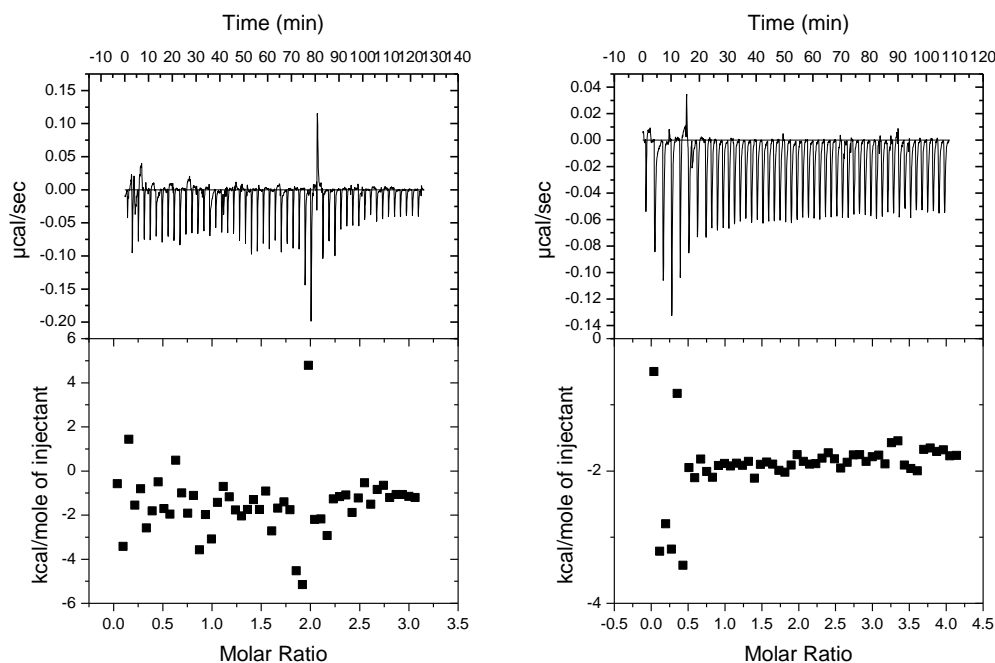 Time (min)
-10 0 10 20 30 40 50 60 70 80 90 100 110 120 130 140
0.15
0.10
0.05
0.00
-0.05
-0.10
-0.15
-0.20
µcal/sec
6
4
2
0
-2
-4
-6
kcal/mole of injectant
0.0 0.5 1.0 1.5 2.0 2.5 3.0 3.5
Molar Ratio
Time (min)
-10 0 10 20 30 40 50 60 70 80 90 100 110 120
0.04
0.02
0.00
-0.02
-0.04
-0.06
-0.08
-0.10
-0.12
-0.14
µcal/sec
0
-2
-4
kcal/mole of injectant
-0.5 0.0 0.5 1.0 1.5 2.0 2.5 3.0 3.5 4.0 4.5
Molar Ratio